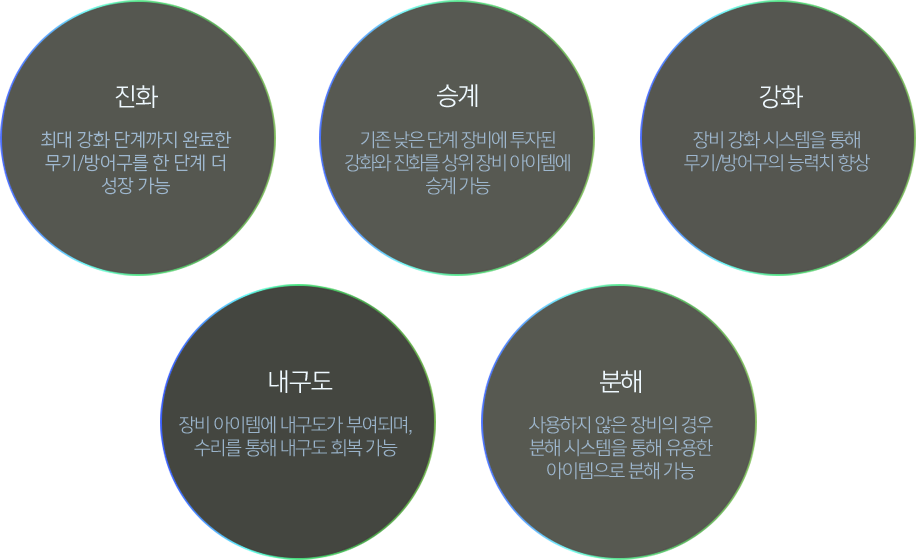 진화
최대 강화 단계까지 완료한
무기/방어구를 한 단계 더
성장 가능
승계
기존 낮은 단계 장비에 투자된
강화와 진화를 상위 장비 아이템에
승계 가능
강화
장비 강화 시스템을 통해
무기/방어구의 능력치 향상
내구도
장비 아이템에 내구도가 부여되며,
수리를 통해 내구도 회복 가능
분해
사용하지 않은 장비의 경우
분해 시스템을 통해 유용한
아이템으로 분해 가능